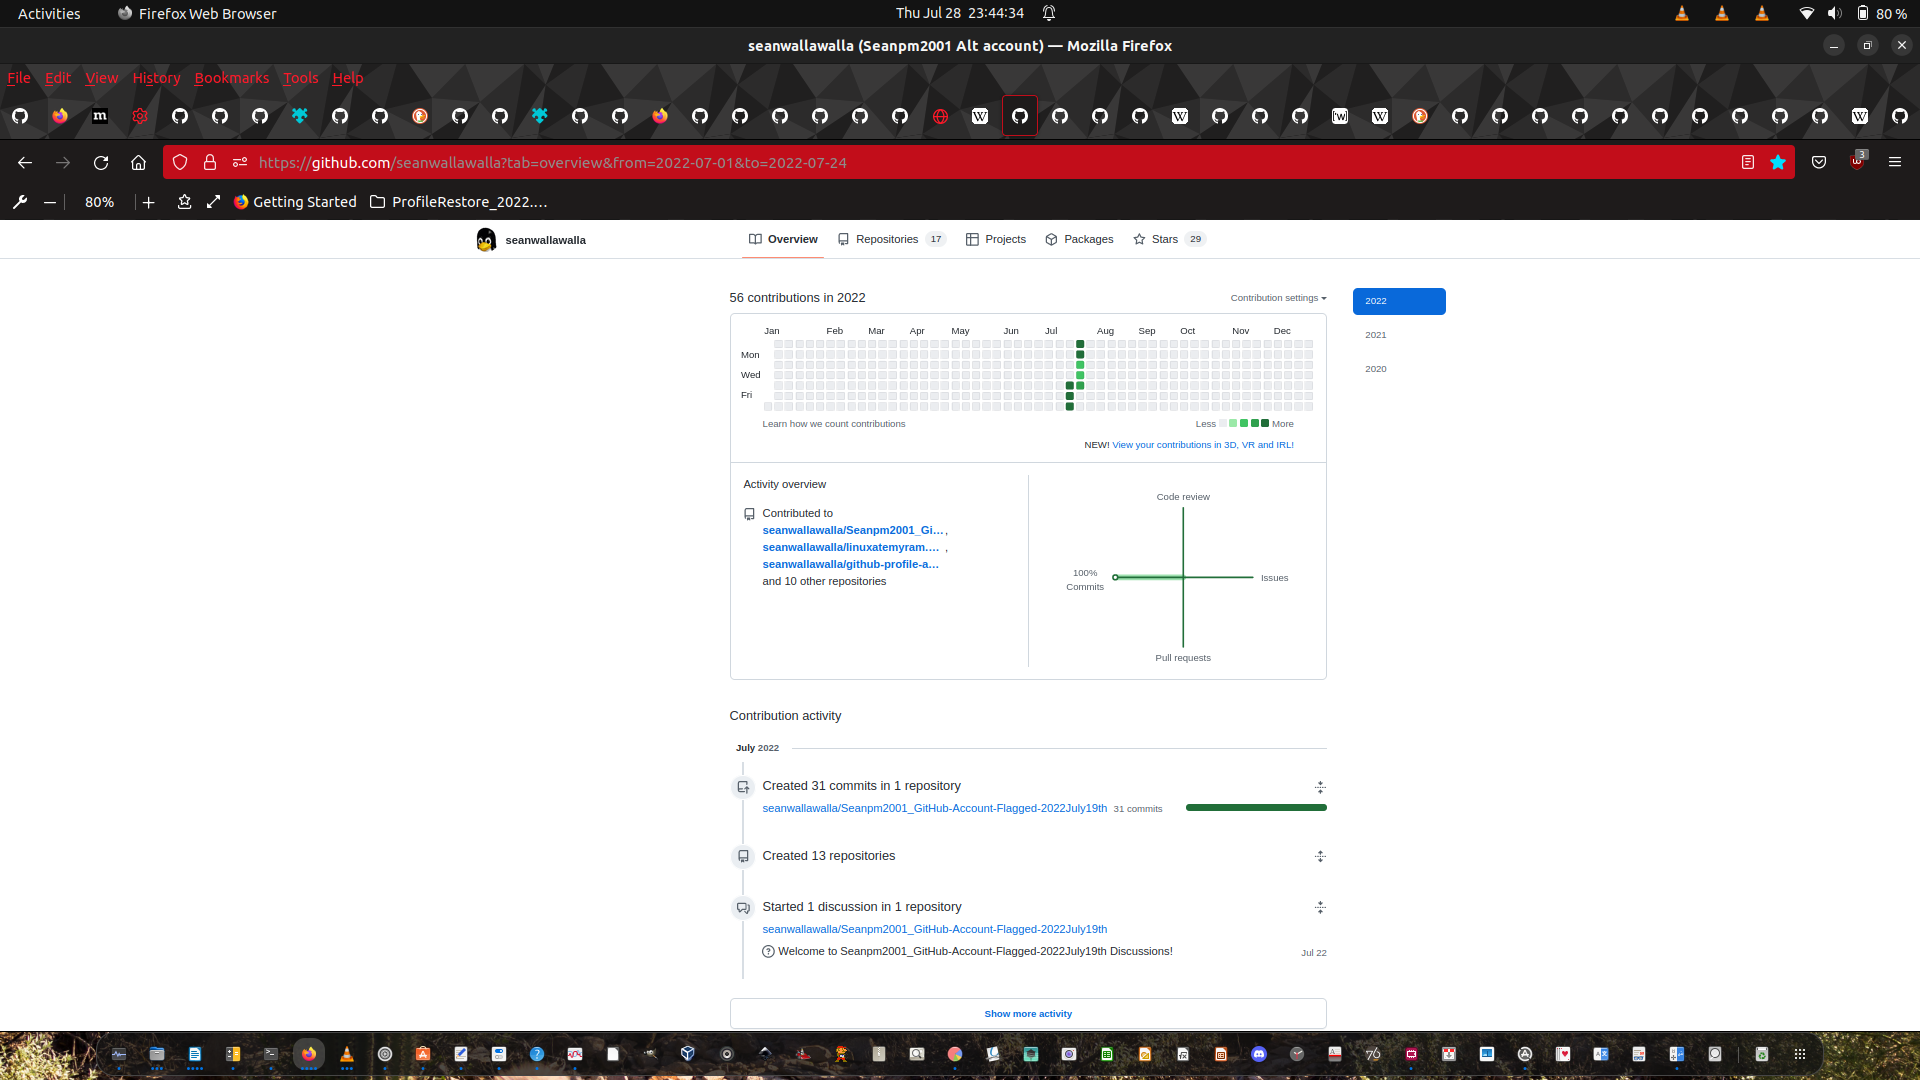 Activities Firefox Web Browser Thu Jul 28 23:44:34 80 %
seanwallawalla (Seanpm2001 Alt account) — Mozilla Firefox
File Edit View History Bookmarks Tools Help
https://github.com/seanwallawalla?tab=overview&from=2022-07-01&to=2022-07-24 3
80% Getting Started ProfileRestore_2022....
seanwallawalla Overview Repositories 17 Projects Packages Stars 29
56 contributions in 2022 Contribution settings
2022
2021
2020
Jan Feb Mar Apr May Jun Jul Aug Sep Oct Nov Dec
Mon
Wed
Fri
Learn how we count contributions Less More
NEW! View your contributions in 3D, VR and IRL!
Activity overview
Contributed to
seanwallawalla/Seanpm2001_Gi... ,
seanwallawalla/linuxatemyram.... ,
seanwallawalla/github-profile-a...
and 10 other repositories
Code review
100%
Commits
Issues
Pull requests
Contribution activity
July 2022
Created 31 commits in 1 repository
seanwallawalla/Seanpm2001_GitHub-Account-Flagged-2022July19th 31 commits
Created 13 repositories
Started 1 discussion in 1 repository
seanwallawalla/Seanpm2001_GitHub-Account-Flagged-2022July19th
Welcome to Seanpm2001_GitHub-Account-Flagged-2022July19th Discussions! Jul 22
Show more activity